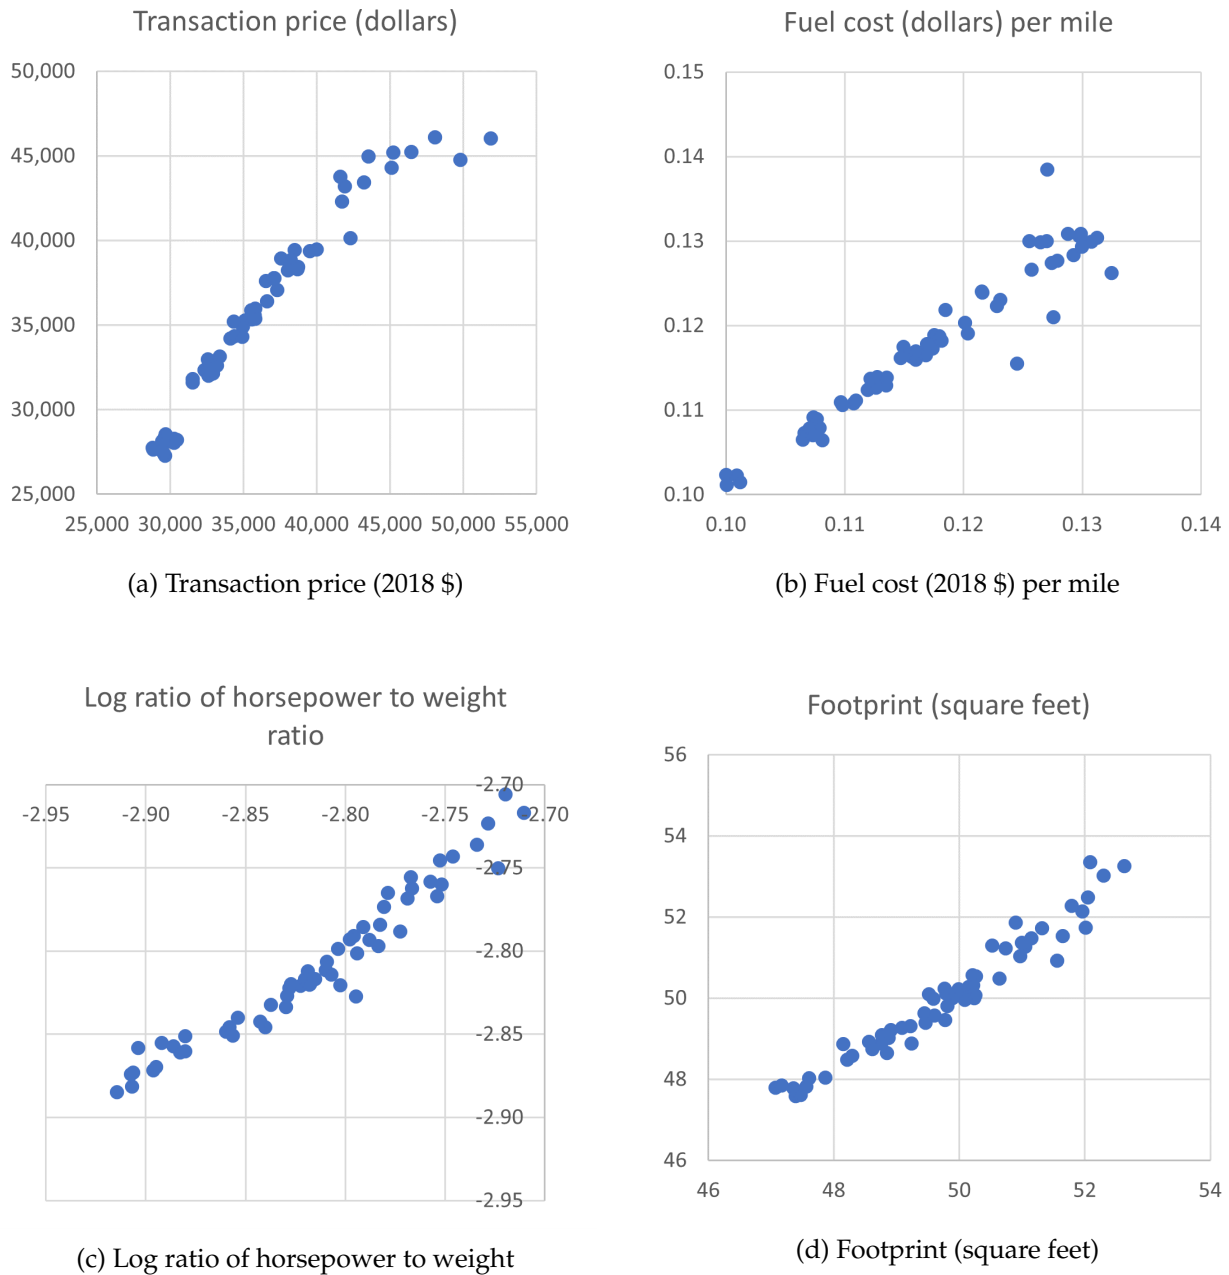 Transaction price (dollars)
50,000
45,000
40,000
35,000
30,000
25,000
25,000 30,000 35,000 40,000 45,000 50,000 55,000
(a) Transaction price (2018 $)
Fuel cost (dollars) per mile
0.15
0.14
0.13
0.12
0.11
0.10
0.10 0.11 0.12 0.13 0.14
(b) Fuel cost (2018 $) per mile
Log ratio of horsepower to weight
ratio
-2.70
-2.95 -2.90 -2.85 -2.80 -2.75 -2.70
-2.75
-2.80
-2.85
-2.90
-2.95
(c) Log ratio of horsepower to weight
Footprint (square feet)
56
54
52
50
48
46
46 48 50 52 54
(d) Footprint (square feet)